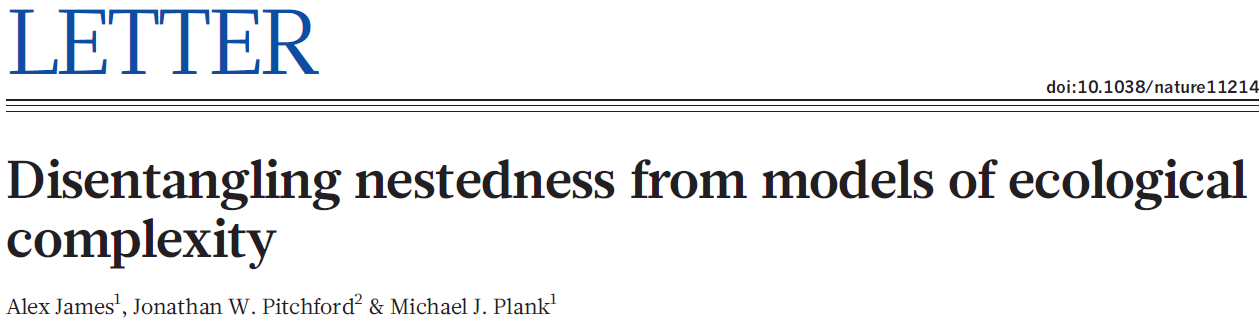 LETTER
doi:10.1038/nature11214
Disentangling nestedness from models of ecological
complexity
Alex James1, Jonathan W. Pitchford2 & Michael J. Plank1